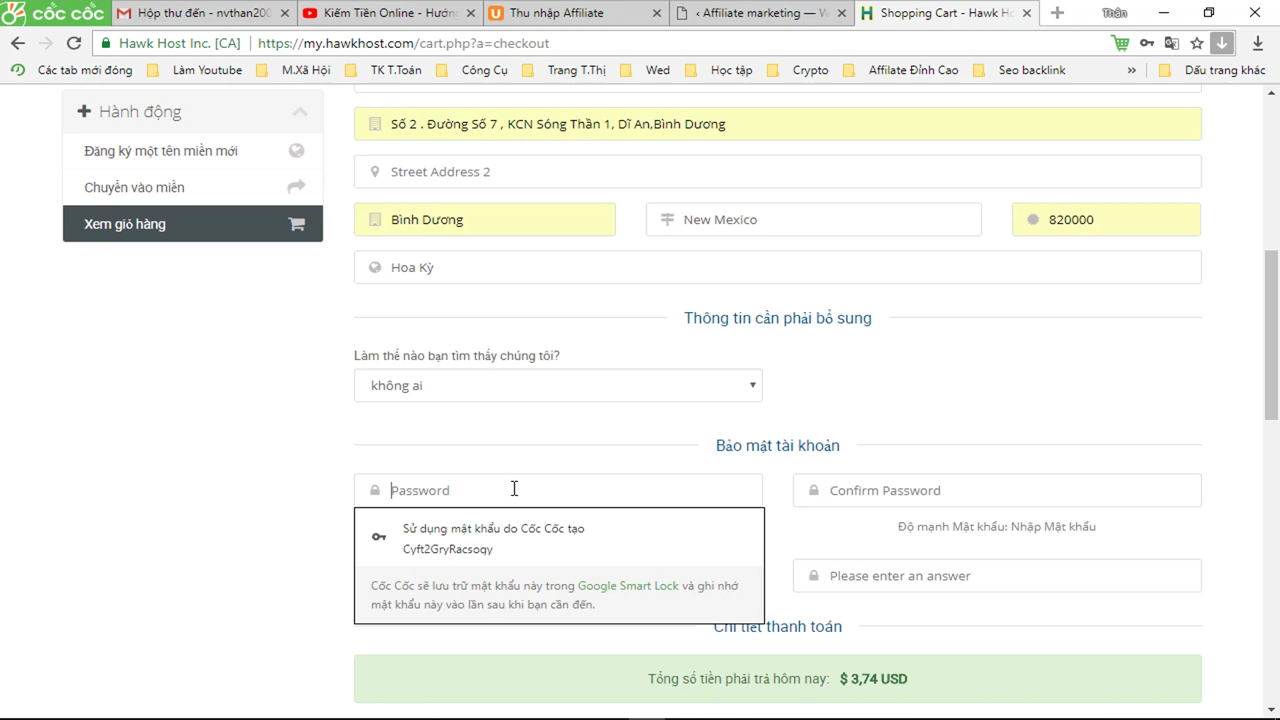 cốc cốc
Hộp thư đến - nvthan200
Kiếm Tiền Online - Hướng
Thu nhập Affiliate
‹ Affiliate marketing — W
Shopping Cart - Hawk Ho
Thân
Hawk Host Inc. [CA]
https://my.hawkhost.com/cart.php?a=checkout
Các tab mới đóng
Làm Youtube
M.Xã Hội
TK T.Toán
Công Cụ
Trang T.Thị
Wed
Học tập
Crypto
Affilate Đỉnh Cao
Seo backlink
»
Dấu trang khác
Hành động
Đăng ký một tên miền mới
Chuyển vào miền
Xem giỏ hàng
Số 2 . Đường Số 7 , KCN Sóng Thần 1, Dĩ An,Bình Dương
Street Address 2
Bình Dương
New Mexico
820000
Hoa Kỳ
Thông tin cần phải bổ sung
Làm thế nào bạn tìm thấy chúng tôi?
không ai
Bảo mật tài khoản
Password
Confirm Password
Sử dụng mật khẩu do Cốc Cốc tạo
Cyft2GryRacsoqy
Độ mạnh Mật khẩu: Nhập Mật khẩu
Cốc Cốc sẽ lưu trữ mật khẩu này trong Google Smart Lock và ghi nhớ
mật khẩu này vào lần sau khi bạn cần đến.
Please enter an answer
Chi tiết thanh toán
Tổng số tiền phải trả hôm nay: $ 3,74 USD